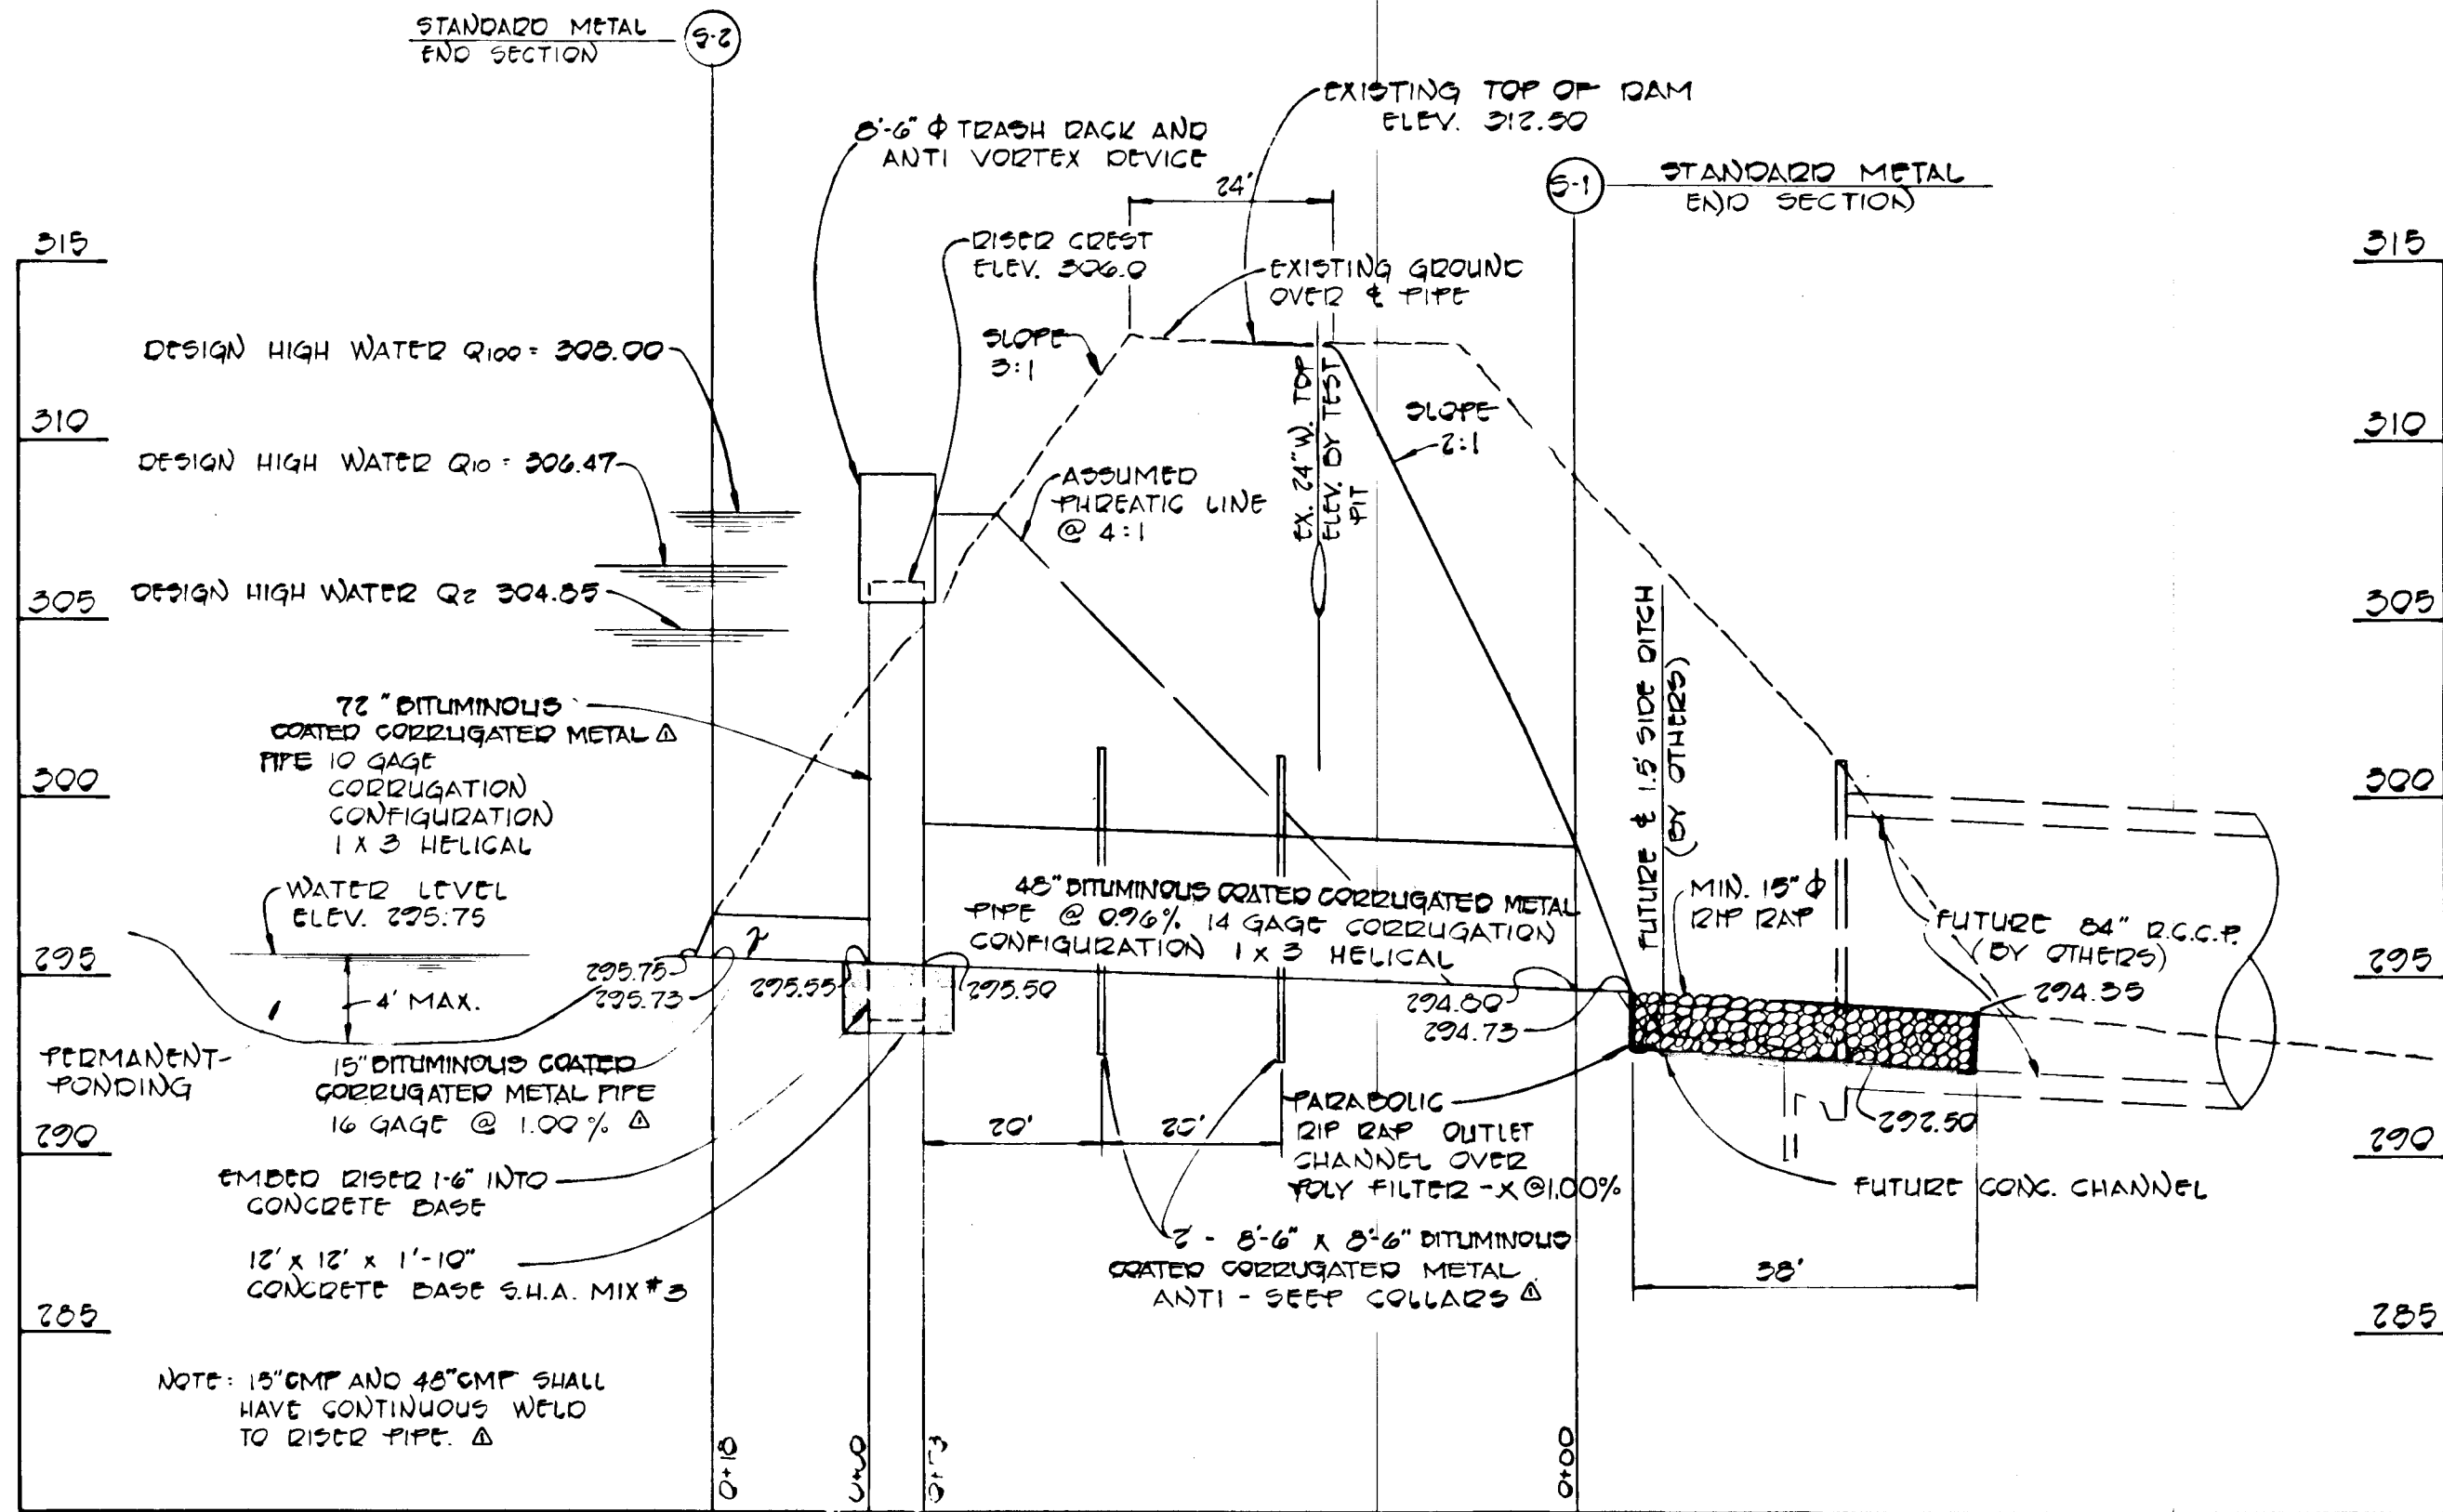 STANDARD METAL
END SECTION
S-2
8'-6" ϕ TRASH RACK AND
ANTI VORTEX DEVICE
EXISTING TOP OF DAM
ELEV. 312.50
24'
S-1
STANDARD METAL
END SECTION
RISER CREST
ELEV. 306.0
EXISTING GROUND
OVER ℄ PIPE
315
315
DESIGN HIGH WATER Q100 = 308.00
SLOPE
3:1
SLOPE
2:1
310
310
DESIGN HIGH WATER Q10 = 306.47
ASSUMED
PHREATIC LINE
@ 4:1
EX. 24" W. TOP
ELEV. BY TEST
PIT
DESIGN HIGH WATER Q2 304.85
305
305
FUTURE ℄ 1.5' SIDE DITCH
(BY OTHERS)
72" BITUMINOUS
COATED CORRUGATED METAL △1
PIPE 10 GAGE
CORRUGATION
CONFIGURATION
1 X 3 HELICAL
300
300
WATER LEVEL
ELEV. 295.75
48" BITUMINOUS COATED CORRUGATED METAL
PIPE @ 0.96% 14 GAGE CORRUGATION
CONFIGURATION 1 X 3 HELICAL
MIN. 15" ϕ
RIP RAP
FUTURE 84" R.C.C.P.
(BY OTHERS)
295
295
4' MAX.
295.75
295.73
295.55
295.50
294.80
294.73
294.35
PERMANENT-
PONDING
15" BITUMINOUS COATED
CORRUGATED METAL PIPE
16 GAGE @ 1.00% △1
20'
20'
PARABOLIC
RIP RAP OUTLET
CHANNEL OVER
POLY FILTER-X @1.00%
292.50
290
290
EMBED RISER 1-6" INTO
CONCRETE BASE
FUTURE CONC. CHANNEL
12' x 12' x 1'-10"
CONCRETE BASE S.H.A. MIX #3
2 - 8'-6" X 8'-6" BITUMINOUS
COATED CORRUGATED METAL
ANTI - SEEP COLLARS △1
38'
285
285
NOTE: 15" CMP AND 48" CMP SHALL
HAVE CONTINUOUS WELD
TO RISER PIPE. △1
0+18
0+00
0+73
0+00